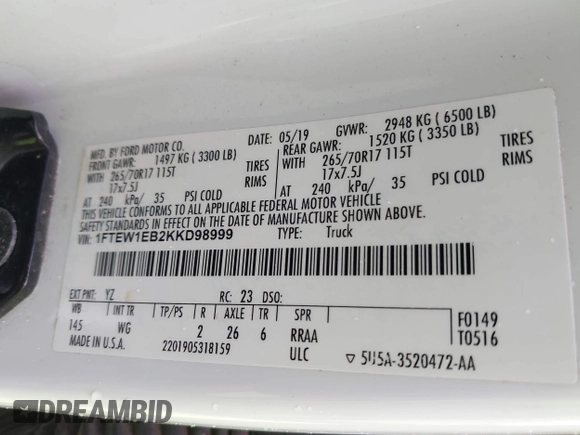 MFD. BY FORD MOTOR CO.
DATE: 05/19 GVWR: 2948 KG ( 6500 LB)
FRONT GAWR: 1497 KG ( 3300 LB) REAR GAWR: 1520 KG ( 3350 LB)
WITH 265/70R17 115T TIRES WITH 265/70R17 115T TIRES
17x7.5J RIMS 17x7.5J RIMS
AT 240 kPa/ 35 PSI COLD AT 240 kPa/ 35 PSI COLD
THIS VEHICLE CONFORMS TO ALL APPLICABLE FEDERAL MOTOR VEHICLE
SAFETY STANDARDS IN EFFECT ON THE DATE OF MANUFACTURE SHOWN ABOVE.
VIN: 1FTEW1EB2KKD98999 TYPE: Truck
EXT PNT: YZ RC: 23 DSO:
WB INT TR TP/PS R AXLE TR SPR F0149
145 WG 2 26 6 RRAA T0516
MADE IN U.S.A. 2201905318159 ULC ▽ 5U5A-3520472-AA
DREAMBID